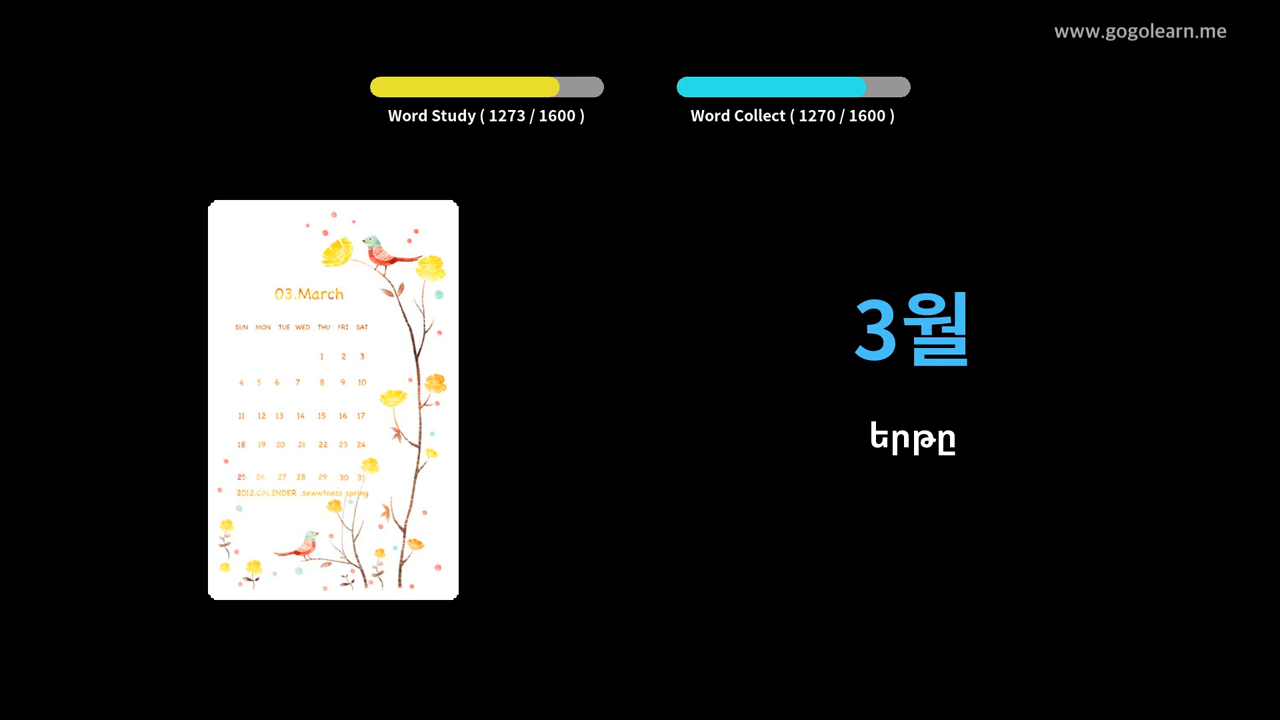 www.gogolearn.me
Word Study ( 1273 / 1600 )
Word Collect ( 1270 / 1600 )
03.March
SUN MON TUE WED THU FRI SAT
1 2 3
4 5 6 7 8 9 10
11 12 13 14 15 16 17
18 19 20 21 22 23 24
25 26 27 28 29 30 31
2012.CALENDER .sewwtness spring
3월
երթը